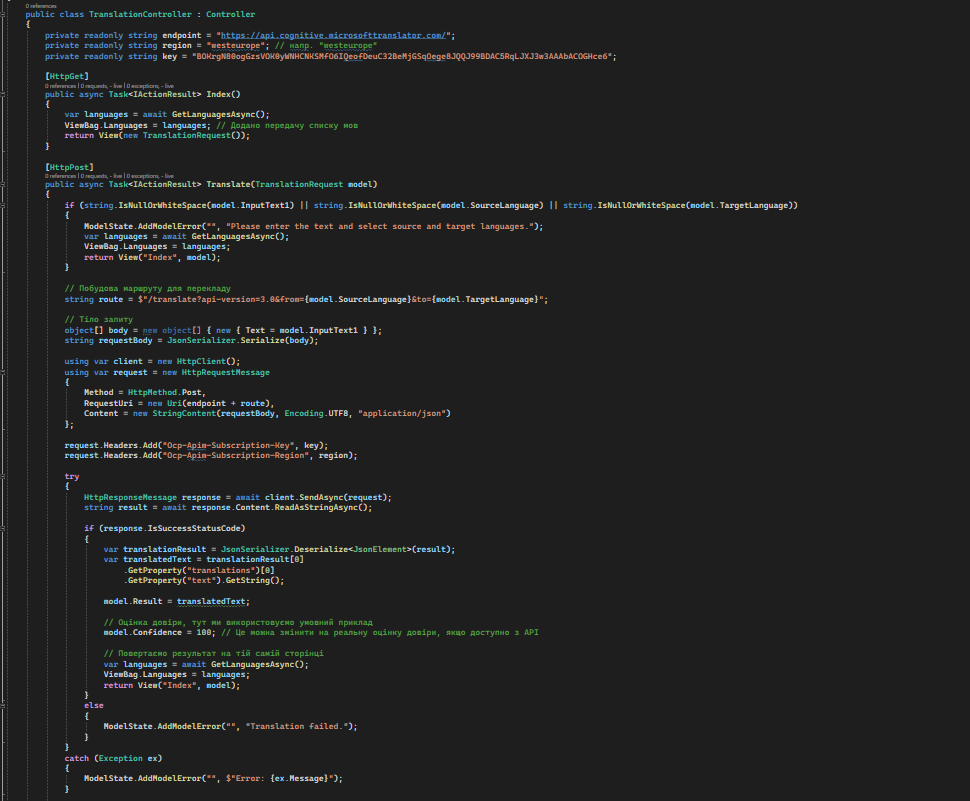 0 references
public class TranslationController : Controller
{
private readonly string endpoint = "https://api.cognitive.microsofttranslator.com/";
private readonly string region = "westeurope"; // напр. "westeurope"
private readonly string key = "";
[HttpGet]
0 references | 0 requests, - live | 0 exceptions, - live
public async Task<IActionResult> Index()
{
var languages = await GetLanguagesAsync();
ViewBag.Languages = languages; // Додано передачу списку мов
return View(new TranslationRequest());
}
[HttpPost]
0 references | 0 requests, - live | 0 exceptions, - live
public async Task<IActionResult> Translate(TranslationRequest model)
{
if (string.IsNullOrWhiteSpace(model.InputText1) || string.IsNullOrWhiteSpace(model.SourceLanguage) || string.IsNullOrWhiteSpace(model.TargetLanguage))
{
ModelState.AddModelError("", "Please enter the text and select source and target languages.");
var languages = await GetLanguagesAsync();
ViewBag.Languages = languages;
return View("Index", model);
}
// Побудова маршруту для перекладу
string route = $"/translate?api-version=3.0&from={model.SourceLanguage}&to={model.TargetLanguage}";
// Тіло запиту
object[] body = new object[] { new { Text = model.InputText1 } };
string requestBody = JsonSerializer.Serialize(body);
using var client = new HttpClient();
using var request = new HttpRequestMessage
{
Method = HttpMethod.Post,
RequestUri = new Uri(endpoint + route),
Content = new StringContent(requestBody, Encoding.UTF8, "application/json")
};
request.Headers.Add("Ocp-Apim-Subscription-Key", key);
request.Headers.Add("Ocp-Apim-Subscription-Region", region);
try
{
HttpResponseMessage response = await client.SendAsync(request);
string result = await response.Content.ReadAsStringAsync();
if (response.IsSuccessStatusCode)
{
var translationResult = JsonSerializer.Deserialize<JsonElement>(result);
var translatedText = translationResult[0]
.GetProperty("translations")[0]
.GetProperty("text").GetString();
model.Result = translatedText;
// Оцінка довіри, тут ми використовуємо умовний приклад
model.Confidence = 100; // Це можна змінити на реальну оцінку довіри, якщо доступно з API
// Повертаємо результат на тій самій сторінці
var languages = await GetLanguagesAsync();
ViewBag.Languages = languages;
return View("Index", model);
}
else
{
ModelState.AddModelError("", "Translation failed.");
}
}
catch (Exception ex)
{
ModelState.AddModelError("", $"Error: {ex.Message}");
}